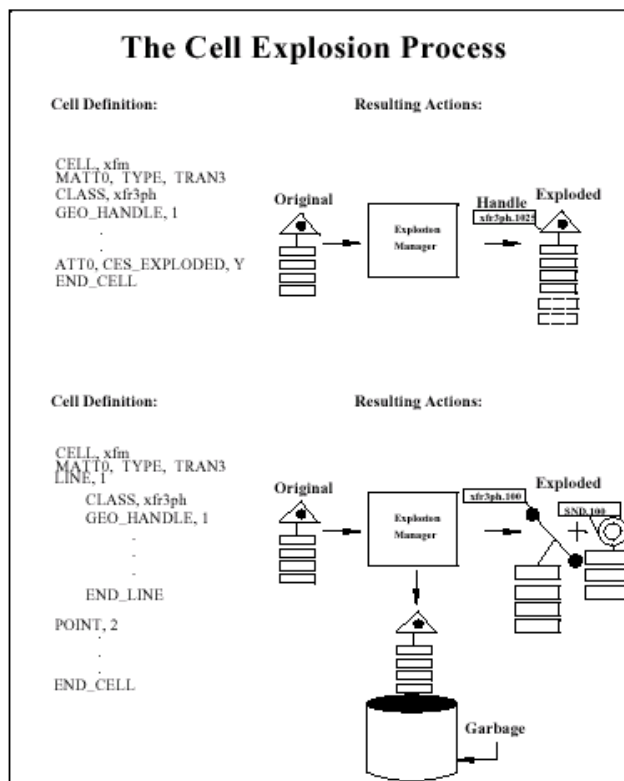 The Cell Explosion Process
Cell Definition:
Resulting Actions:
CELL, xfm
MATT0, TYPE, TRAN3
CLASS, xfr3ph
GEO_HANDLE, 1
.
.
ATT0, CES_EXPLODED, Y
END_CELL
Original
Explosion
Manager
Handle
Exploded
xfr3ph.1025
Cell Definition:
Resulting Actions:
CELL, xfm
MATT0, TYPE, TRAN3
LINE, 1
CLASS, xfr3ph
GEO_HANDLE, 1
.
.
.
END_LINE
POINT, 2
.
.
.
END_CELL
Original
Explosion
Manager
Exploded
xfr3ph.100
SND.100
Garbage